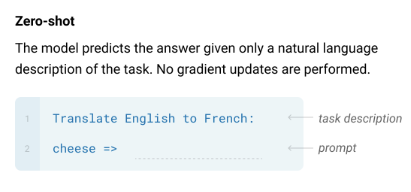 Zero-shot
The model predicts the answer given only a natural language
description of the task. No gradient updates are performed.
1 Translate English to French: task description
2 cheese => prompt